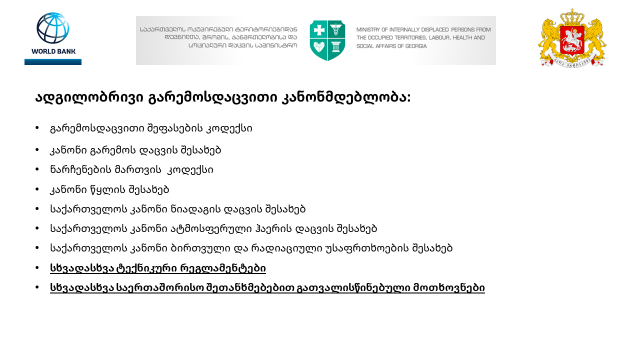 WORLD BANK
საქართველოს ოკუპირებული ტერიტორიებიდან
დევნილთა, შრომის, ჯანმრთელობისა და
სოციალური დაცვის სამინისტრო
MINISTRY OF INTERNALLY DISPLACED PERSONS FROM
THE OCCUPIED TERRITORIES, LABOUR, HEALTH AND
SOCIAL AFFAIRS OF GEORGIA
ადგილობრივი გარემოსდაცვითი კანონმდებლობა:
• გარემოსდაცვითი შეფასების კოდექსი
• კანონი გარემოს დაცვის შესახებ
• ნარჩენების მართვის კოდექსი
• კანონი წყლის შესახებ
• საქართველოს კანონი ნიადაგის დაცვის შესახებ
• საქართველოს კანონი ატმოსფერული ჰაერის დაცვის შესახებ
• საქართველოს კანონი ბირთვული და რადიაციული უსაფრთხოების შესახებ
• სხვადასხვა ტექნიკური რეგლამენტები
• სხვადასხვა საერთაშორისო შეთანხმებებით გათვალისწინებული მოთხოვნები